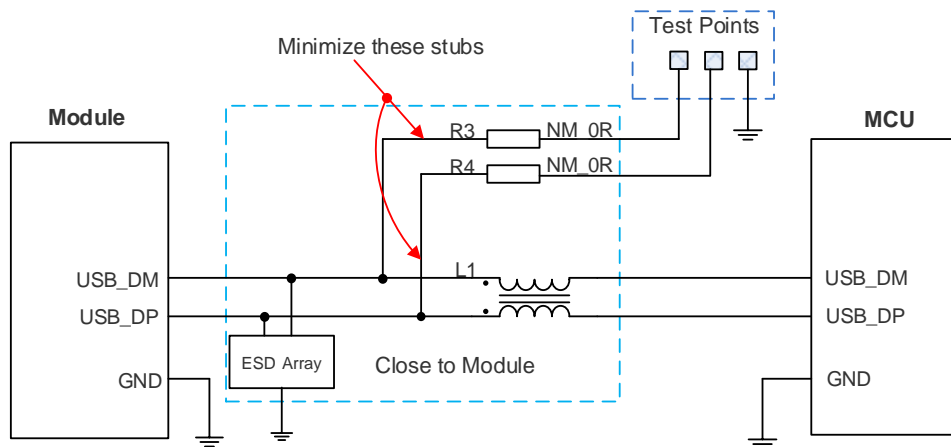 Test Points
Minimize these stubs
Module
MCU
R3
NM_0R
R4
NM_0R
L1
USB_DM
USB_DM
USB_DP
USB_DP
ESD Array
Close to Module
GND
GND